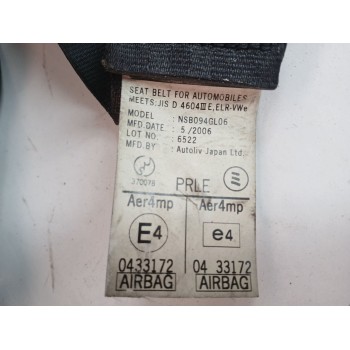 SEAT BELT FOR AUTOMOBILES
MEETS:JIS D 4604ⅢE,ELR-VWe
MODEL : NSB094GL06
MFD.DATE : 5/2006
LOT NO. : 6522
MFD.BY : Autoliv Japan Ltd.
PRLE
Aer4mp Aer4mp
E4 e4
0433172 04 33172
AIRBAG AIRBAG